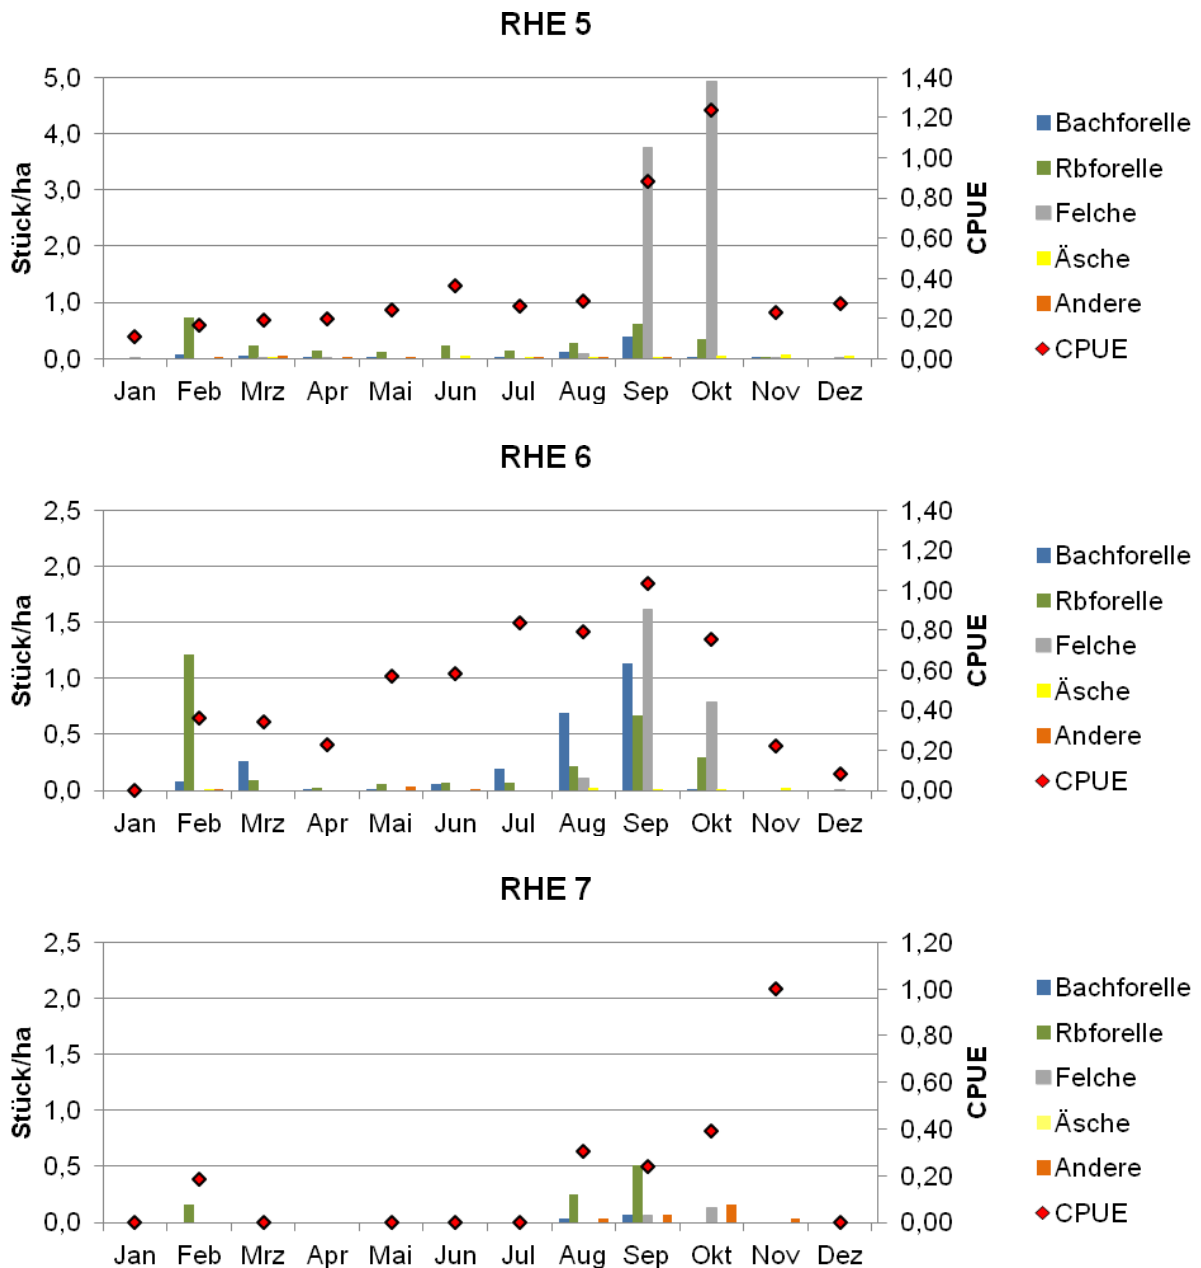 RHE 5
5,0
4,0
3,0
2,0
1,0
0,0
Stück/ha
1,40
1,20
1,00
0,80
0,60
0,40
0,20
0,00
CPUE
Jan Feb Mrz Apr Mai Jun Jul Aug Sep Okt Nov Dez
Bachforelle
Rbforelle
Felche
Äsche
Andere
CPUE
RHE 6
2,5
2,0
1,5
1,0
0,5
0,0
Stück/ha
1,40
1,20
1,00
0,80
0,60
0,40
0,20
0,00
CPUE
Jan Feb Mrz Apr Mai Jun Jul Aug Sep Okt Nov Dez
Bachforelle
Rbforelle
Felche
Äsche
Andere
CPUE
RHE 7
2,5
2,0
1,5
1,0
0,5
0,0
Stück/ha
1,20
1,00
0,80
0,60
0,40
0,20
0,00
CPUE
Jan Feb Mrz Apr Mai Jun Jul Aug Sep Okt Nov Dez
Bachforelle
Rbforelle
Felche
Äsche
Andere
CPUE